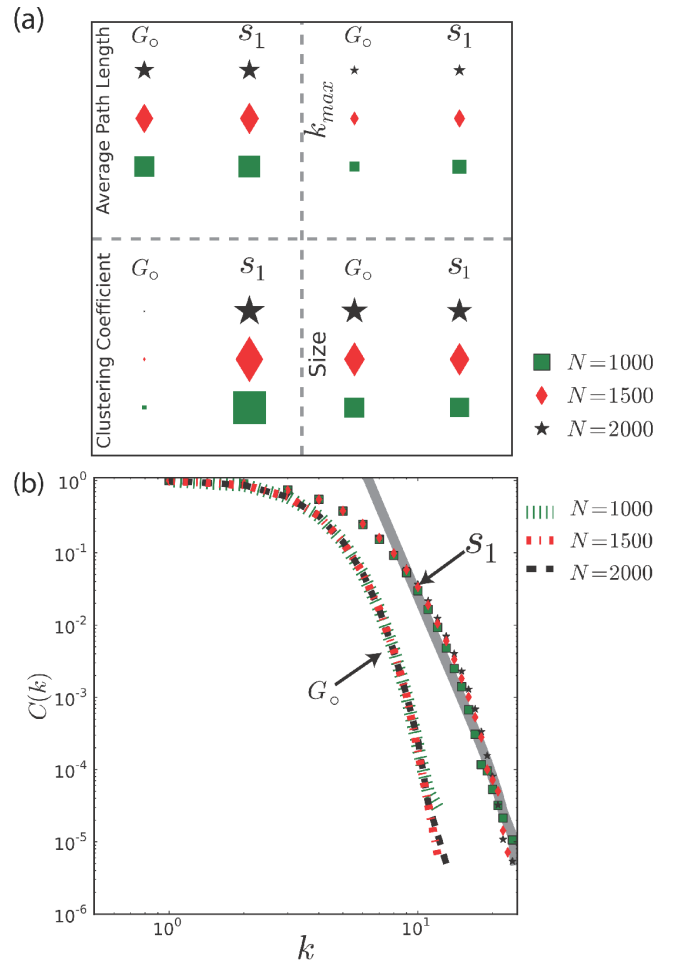 (a)
G○ s1 G○ s1
Average Path Length
kmax
G○ s1 G○ s1
Clustering Coefficient
Size
N=1000
N=1500
N=2000
(b)
10^0
10^-1
10^-2
10^-3
10^-4
10^-5
10^-6
C(k)
s1
G○
10^0 10^1
k
N=1000
N=1500
N=2000